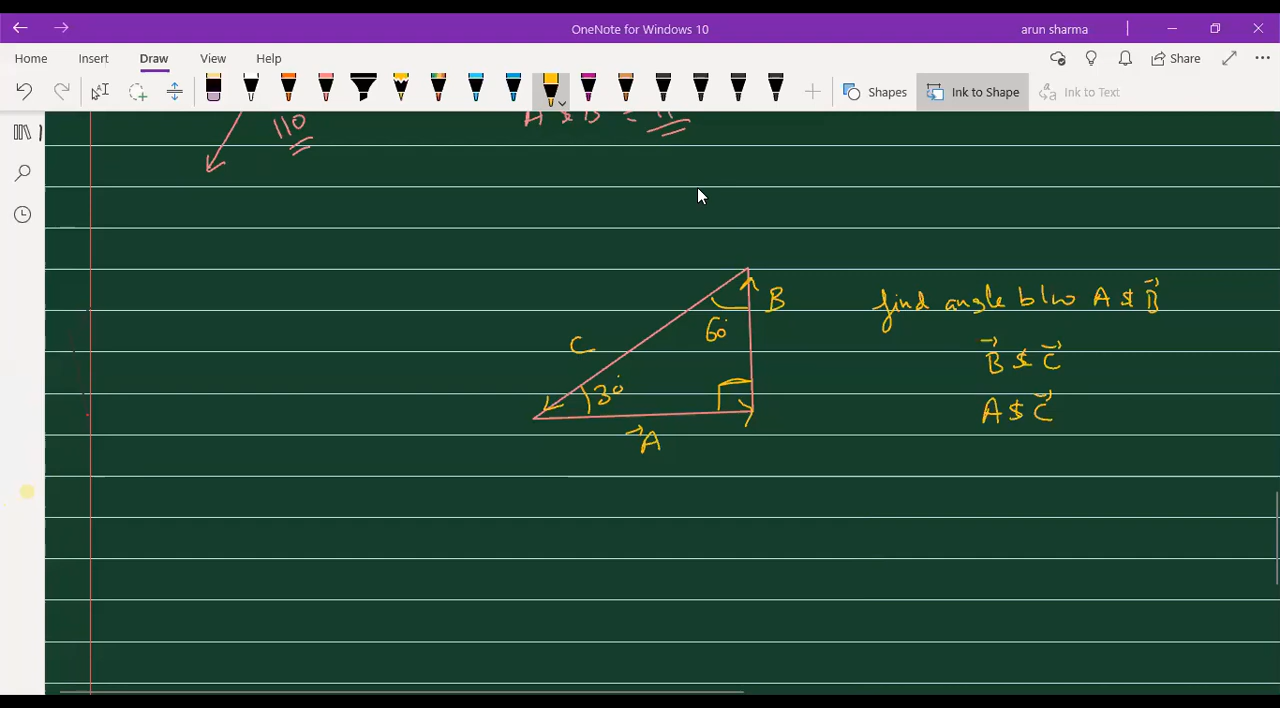 OneNote for Windows 10
arun sharma
Home Insert Draw View Help
Share
Shapes
Ink to Shape
Ink to Text
110
A & B = 11
B
60°
C
30°
A
find angle b/w A & B
B & C
A & C